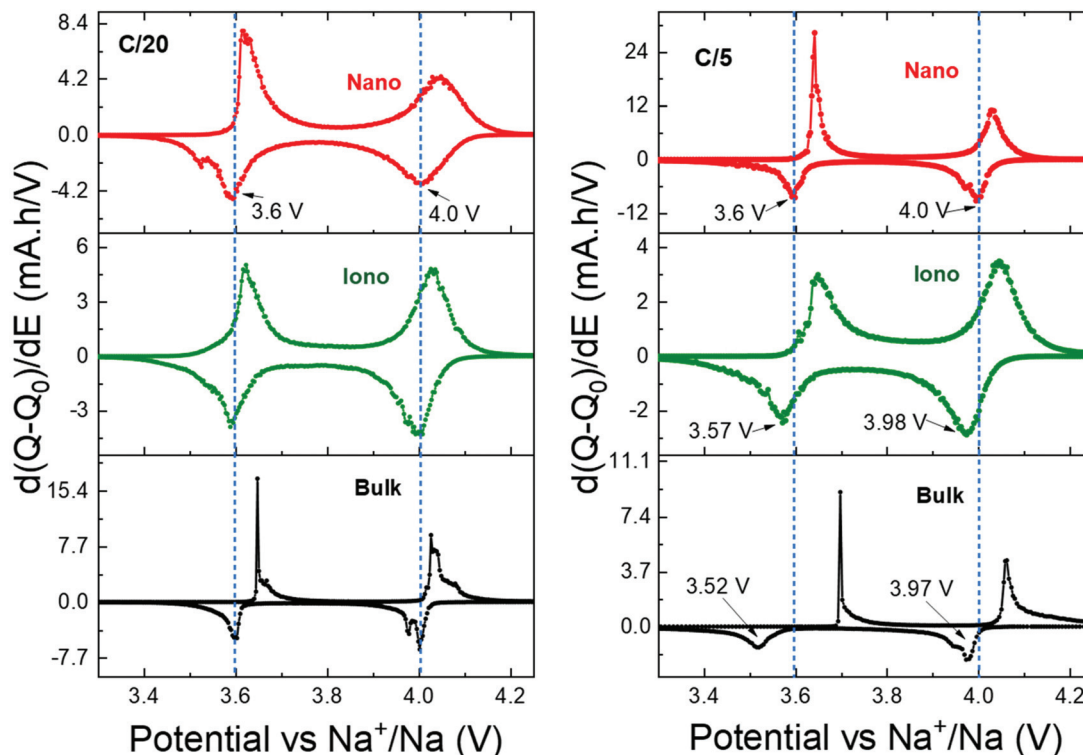 C/20
Nano
8.4
4.2
0.0
-4.2
3.6 V
4.0 V
Iono
6
3
0
-3
Bulk
15.4
7.7
0.0
-7.7
3.4 3.6 3.8 4.0 4.2
d(Q-Q₀)/dE (mA.h/V)
Potential vs Na⁺/Na (V)
C/5
Nano
24
12
0
-12
3.6 V
4.0 V
Iono
4
2
0
-2
3.57 V
3.98 V
Bulk
11.1
7.4
3.7
0.0
3.52 V
3.97 V
3.4 3.6 3.8 4.0 4.2
d(Q-Q₀)/dE (mA.h/V)
Potential vs Na⁺/Na (V)